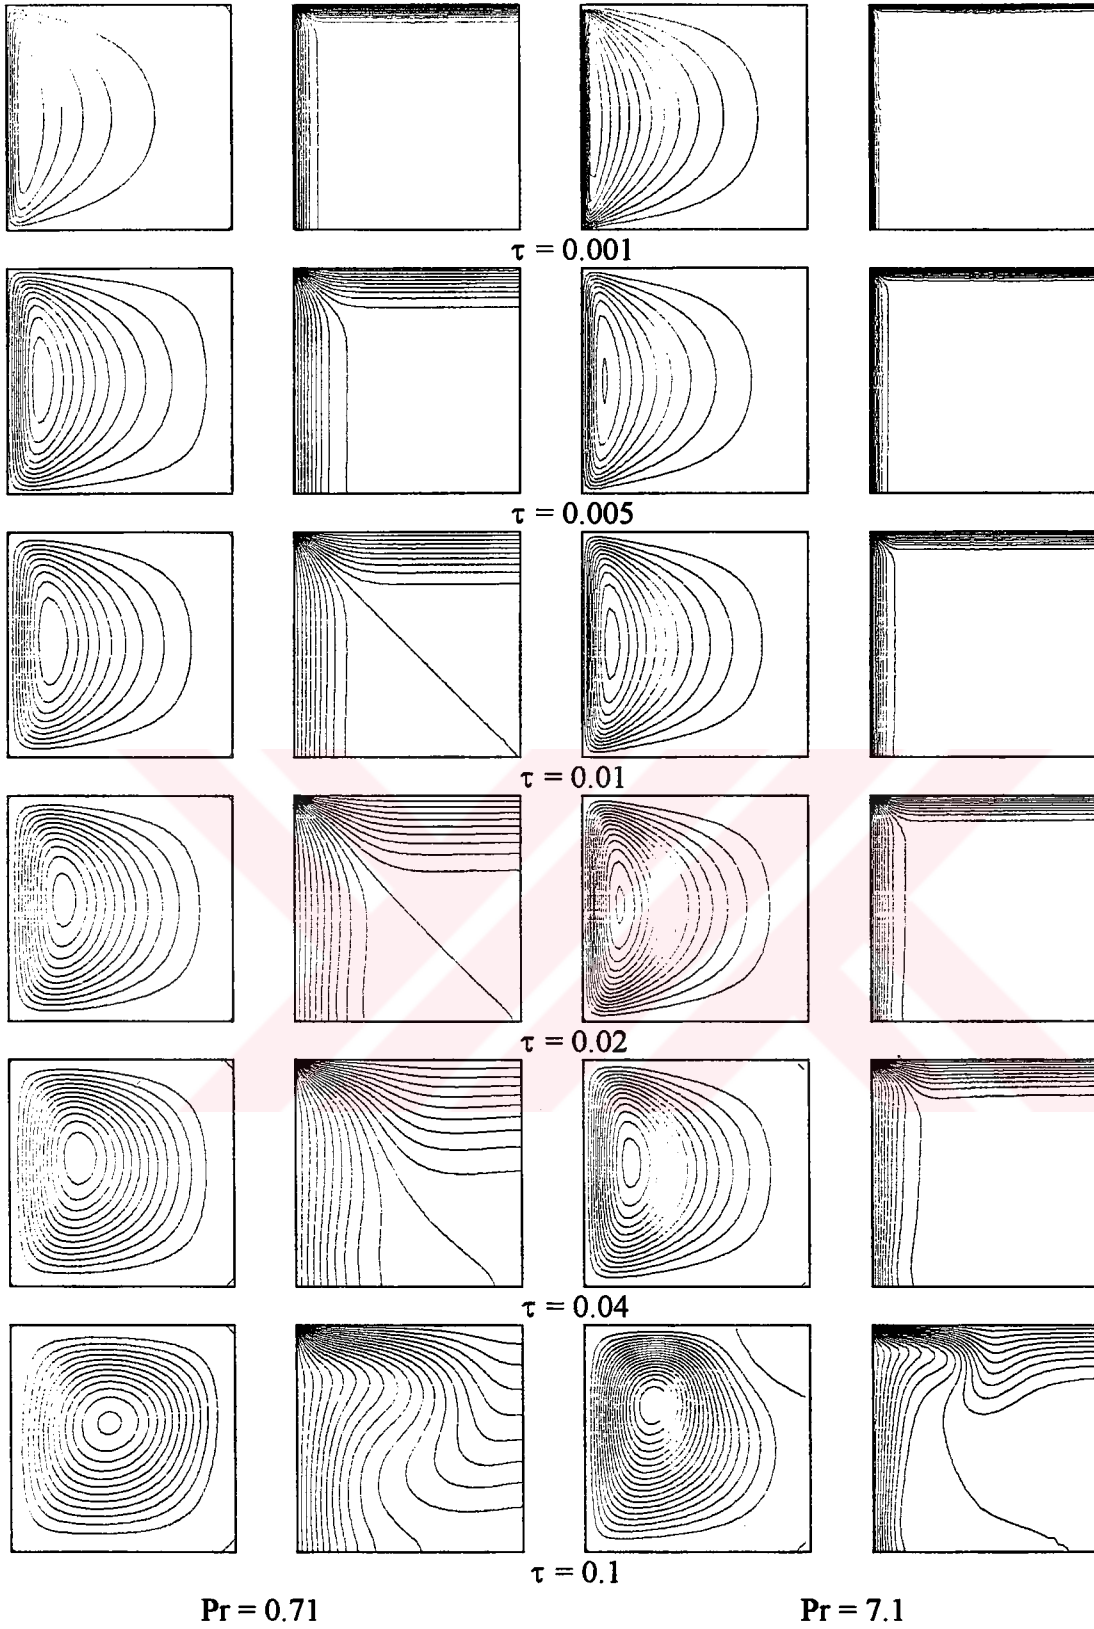 τ = 0.001
τ = 0.005
τ = 0.01
τ = 0.02
τ = 0.04
τ = 0.1
Pr = 0.71
Pr = 7.1